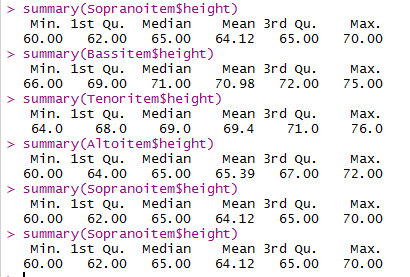 > summary(Sopranoitem$height)
Min. 1st Qu. Median Mean 3rd Qu. Max.
60.00 62.00 65.00 64.12 65.00 70.00
> summary(Bassitem$height)
Min. 1st Qu. Median Mean 3rd Qu. Max.
66.00 69.00 71.00 70.98 72.00 75.00
> summary(Tenoritem$height)
Min. 1st Qu. Median Mean 3rd Qu. Max.
64.0 68.0 69.0 69.4 71.0 76.0
> summary(Altoitem$height)
Min. 1st Qu. Median Mean 3rd Qu. Max.
60.00 64.00 65.00 65.39 67.00 72.00
> summary(Sopranoitem$height)
Min. 1st Qu. Median Mean 3rd Qu. Max.
60.00 62.00 65.00 64.12 65.00 70.00
> summary(Sopranoitem$height)
Min. 1st Qu. Median Mean 3rd Qu. Max.
60.00 62.00 65.00 64.12 65.00 70.00